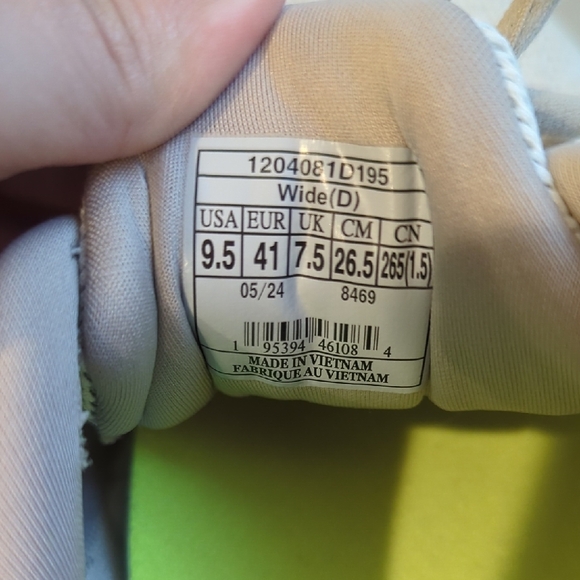 1204081D195
Wide(D)
USA EUR UK CM CN
9.5 41 7.5 26.5 265(1.5)
05/24 8469
1 95394 46108 4
MADE IN VIETNAM
FABRIQUE AU VIETNAM